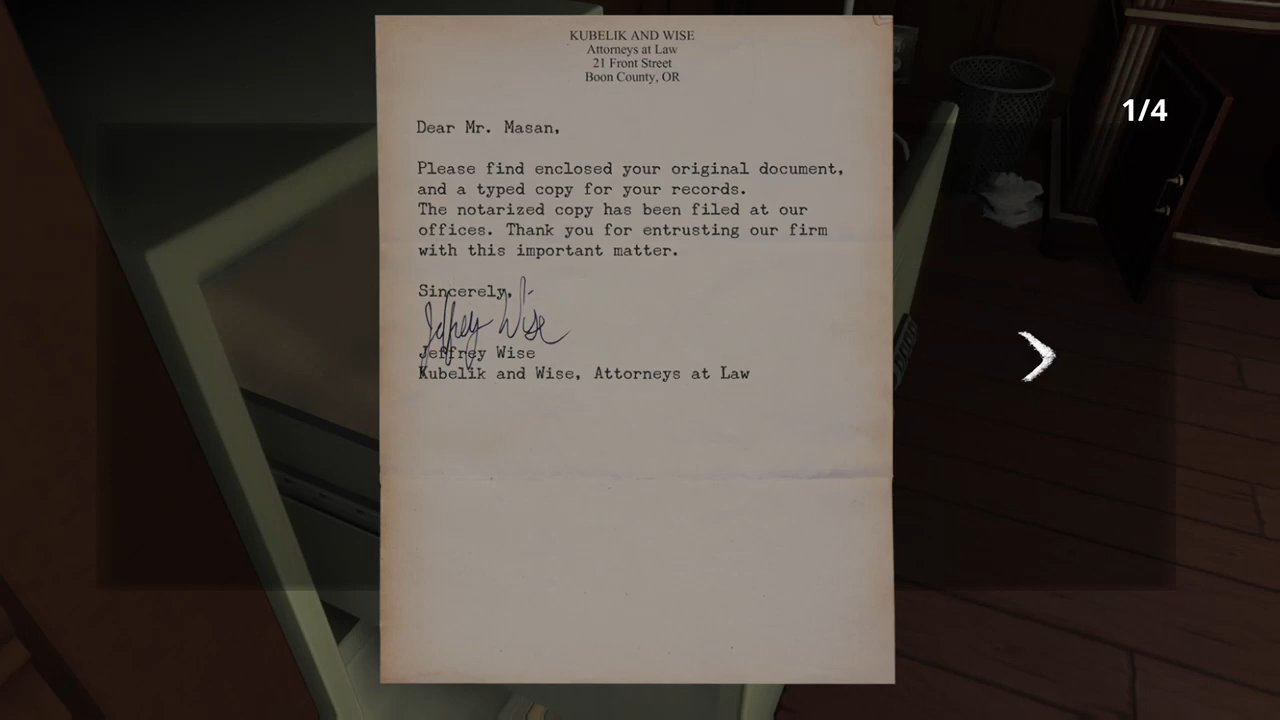 KUBELIK AND WISE
Attorneys at Law
21 Front Street
Boon County, OR
1/4
Dear Mr. Masan,
Please find enclosed your original document,
and a typed copy for your records.
The notarized copy has been filed at our
offices. Thank you for entrusting our firm
with this important matter.
Sincerely,
Jeffrey Wise
Jeffrey Wise
Kubelik and Wise, Attorneys at Law